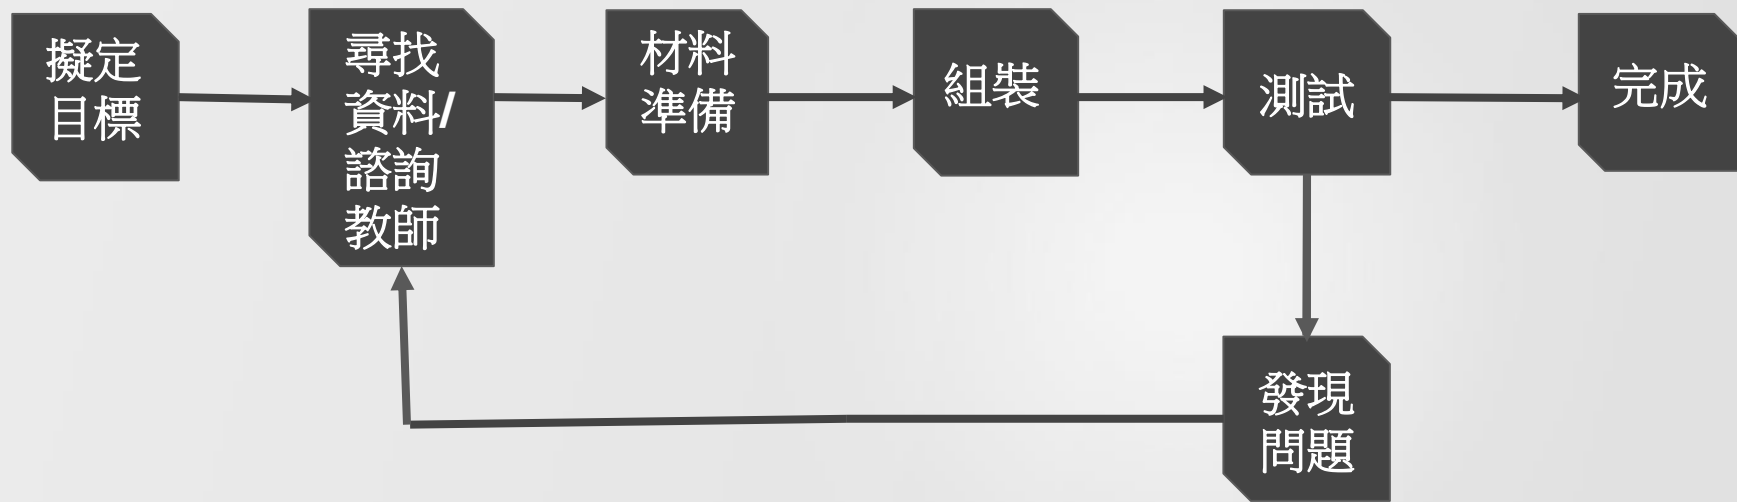 擬定
目標
尋找
資料/
諮詢
教師
材料
準備
組裝
測試
完成
發現
問題